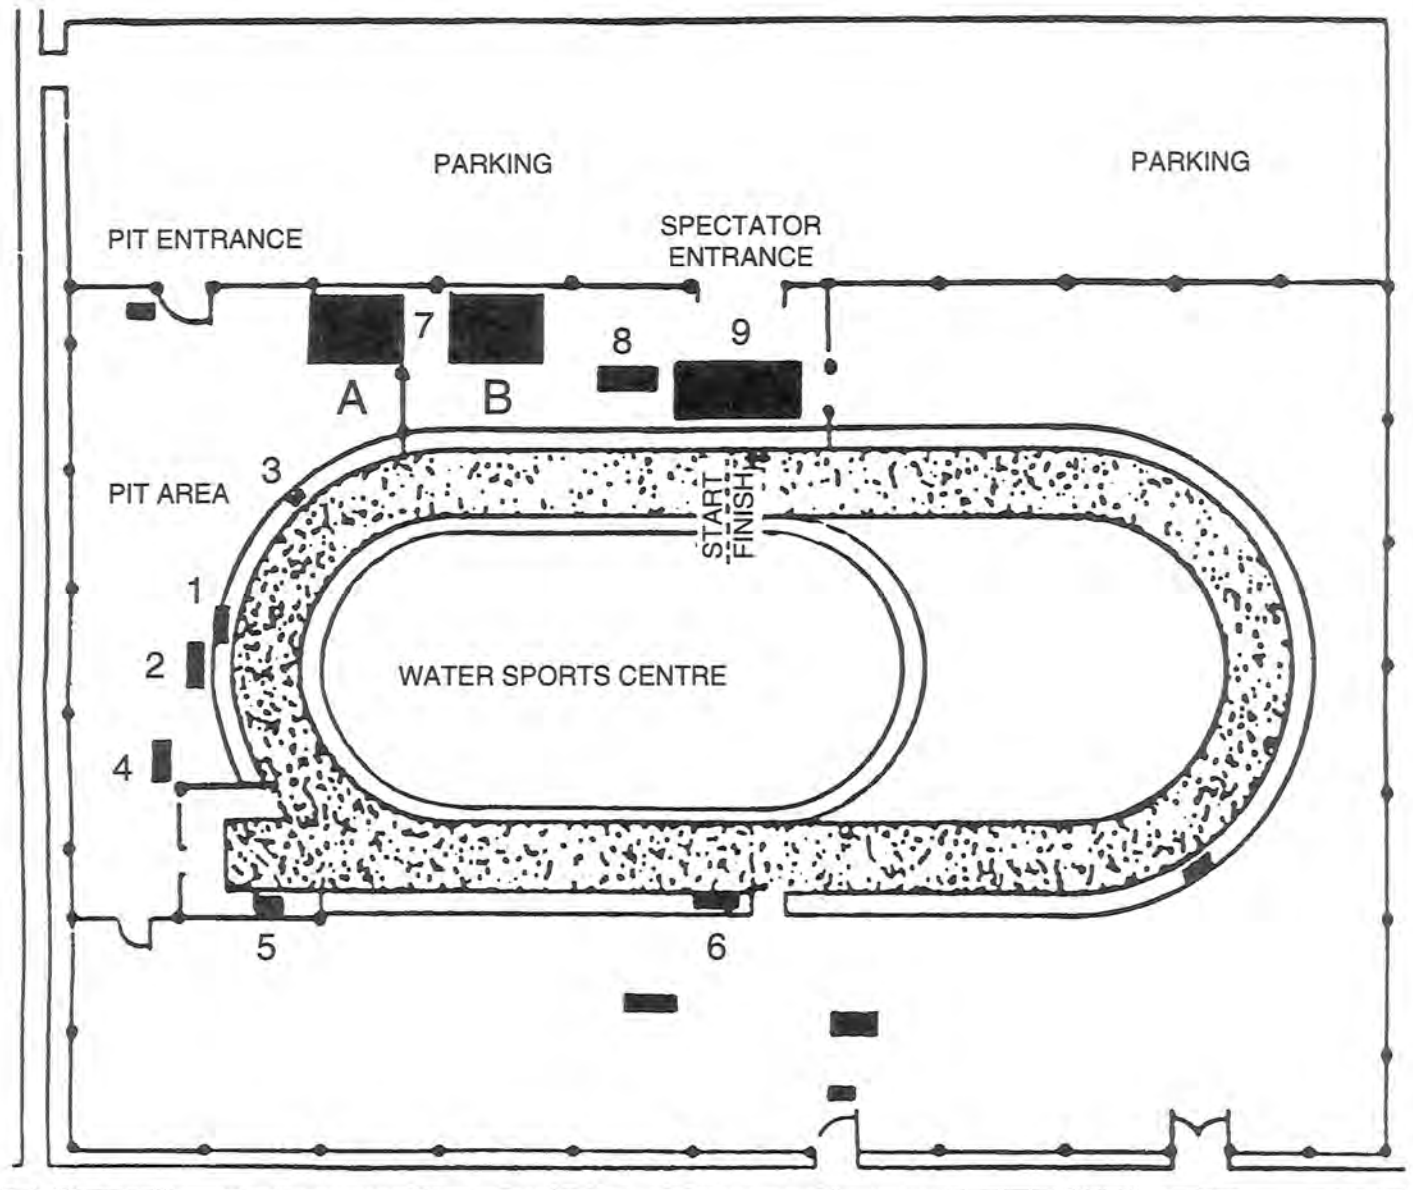 PARKING
PARKING
PIT ENTRANCE
SPECTATOR
ENTRANCE
7
8
9
A
B
3
PIT AREA
START
FINISH
1
2
WATER SPORTS CENTRE
4
5
6